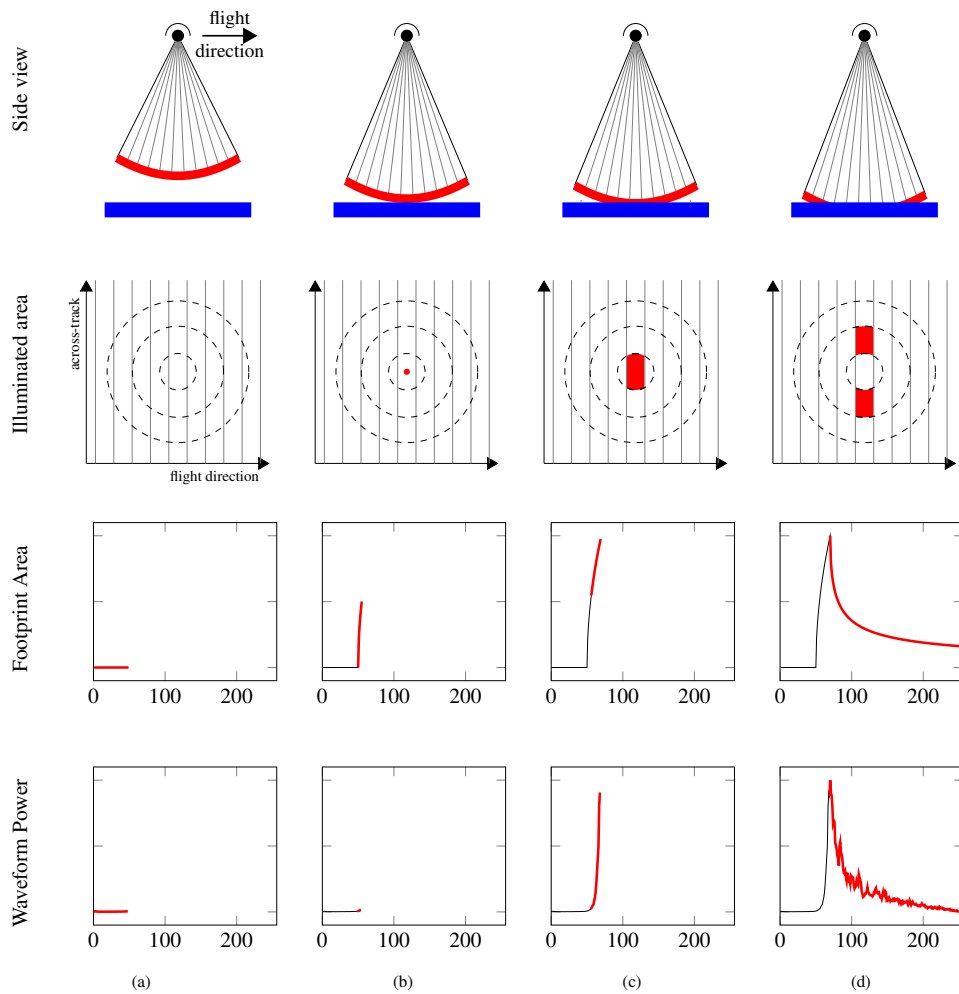 flight
direction
Side view
Illuminated area
across-track
flight direction
Footprint Area
0 100 200
0 100 200
0 100 200
0 100 200
Waveform Power
0 100 200
0 100 200
0 100 200
0 100 200
(a) (b) (c) (d)